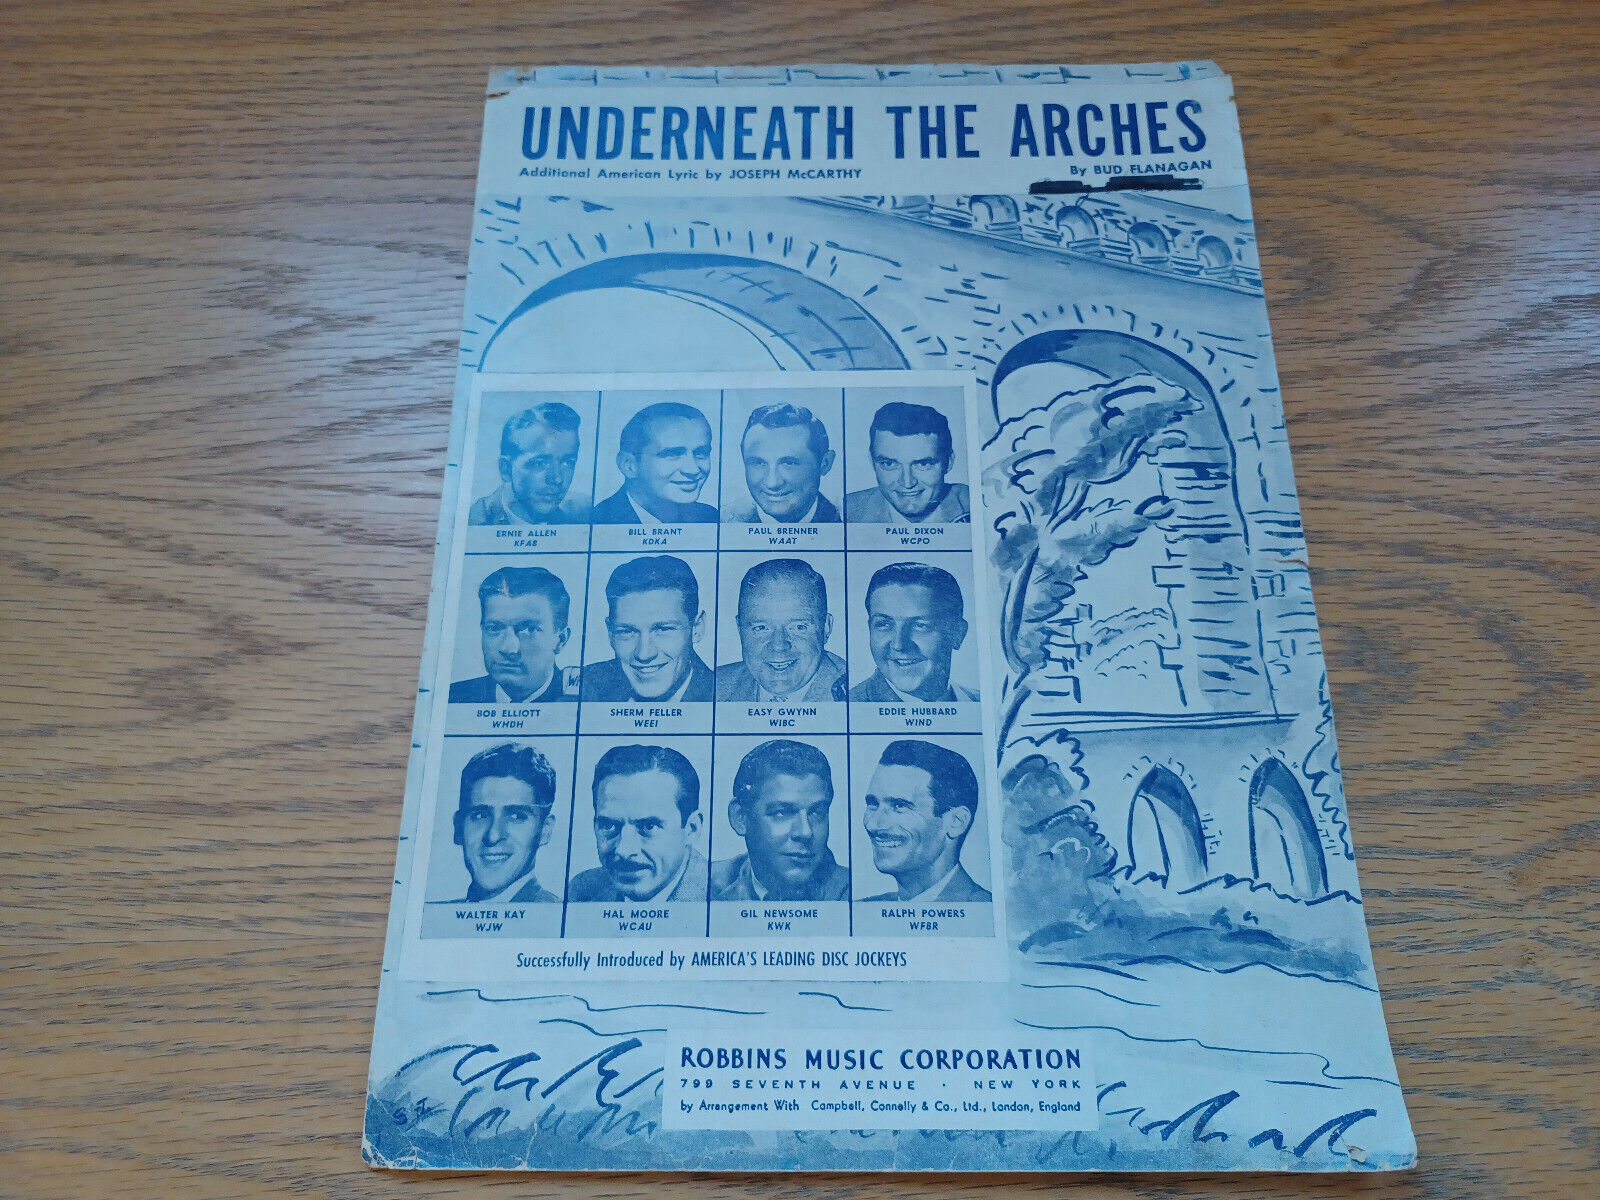 UNDERNEATH THE ARCHES
Additional American Lyric by JOSEPH McCARTHY
By BUD FLANAGAN
ERNIE ALLEN
KFAB
BILL BRANT
KDKA
PAUL BRENNER
WAAT
PAUL DIXON
WCPO
BOB ELLIOTT
WHDH
SHERM FELLER
WEEI
EASY GWYNN
WIBC
EDDIE HUBBARD
WIND
WALTER KAY
WJW
HAL MOORE
WCAU
GIL NEWSOME
KWK
RALPH POWERS
WFBR
Successfully Introduced by AMERICA'S LEADING DISC JOCKEYS
ROBBINS MUSIC CORPORATION
799 SEVENTH AVENUE · NEW YORK
by Arrangement With Campbell, Connelly & Co., Ltd., London, England